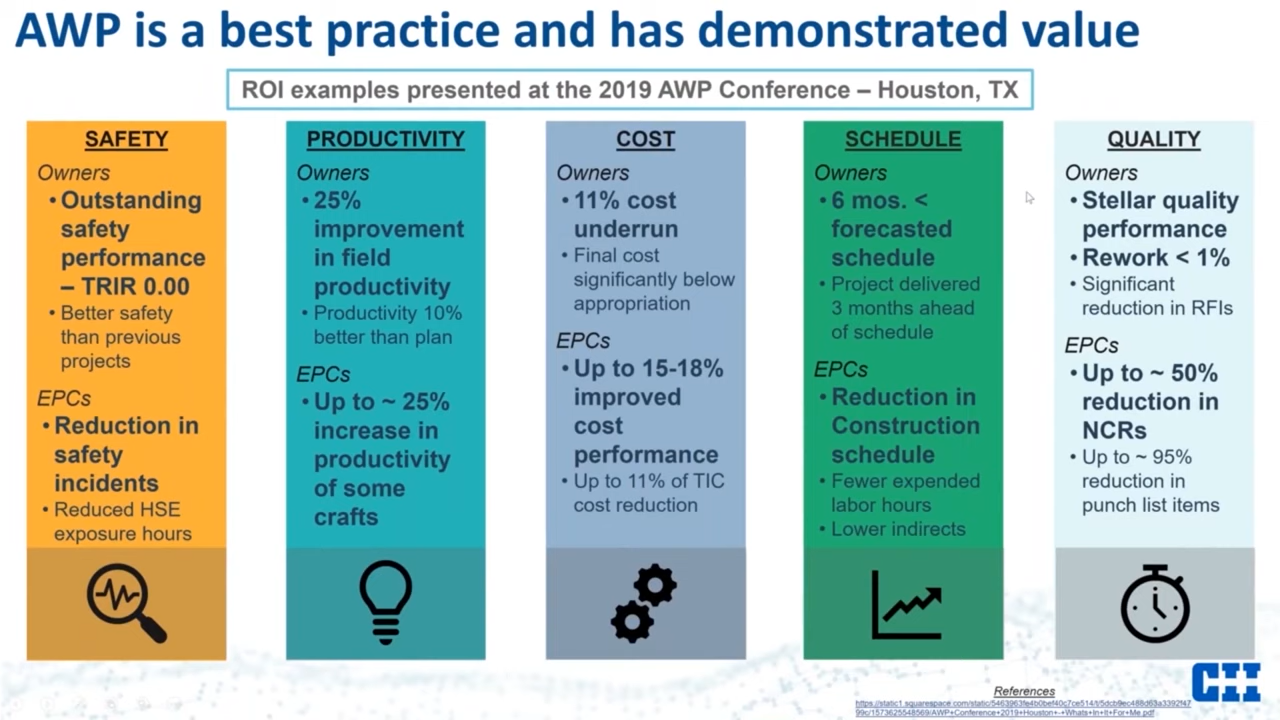 AWP is a best practice and has demonstrated value
ROI examples presented at the 2019 AWP Conference – Houston, TX
SAFETY
Owners
• Outstanding
safety
performance
– TRIR 0.00
• Better safety
than previous
projects
EPCs
• Reduction in
safety
incidents
• Reduced HSE
exposure hours
PRODUCTIVITY
Owners
• 25%
improvement
in field
productivity
• Productivity 10%
better than plan
EPCs
• Up to ~ 25%
increase in
productivity
of some
crafts
COST
Owners
• 11% cost
underrun
• Final cost
significantly below
appropriation
EPCs
• Up to 15-18%
improved
cost
performance
• Up to 11% of TIC
cost reduction
SCHEDULE
Owners
• 6 mos. <
forecasted
schedule
• Project delivered
3 months ahead
of schedule
EPCs
• Reduction in
Construction
schedule
• Fewer expended
labor hours
• Lower indirects
QUALITY
Owners
• Stellar quality
performance
• Rework < 1%
• Significant
reduction in RFIs
EPCs
• Up to ~ 50%
reduction in
NCRs
• Up to ~ 95%
reduction in
punch list items
CII
References